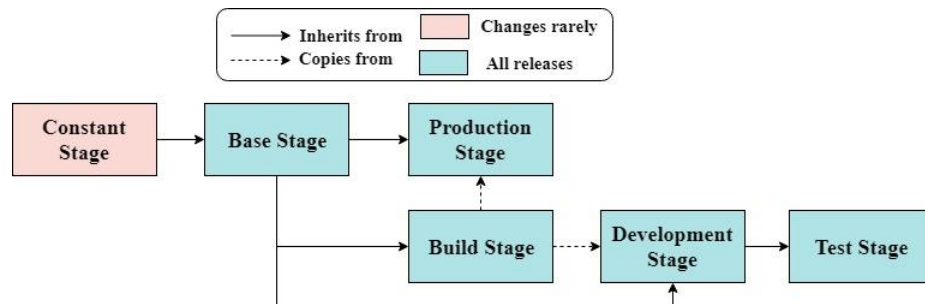 Inherits from
Changes rarely
Copies from
All releases
Constant
Stage
Base Stage
Production
Stage
Build Stage
Development
Stage
Test Stage